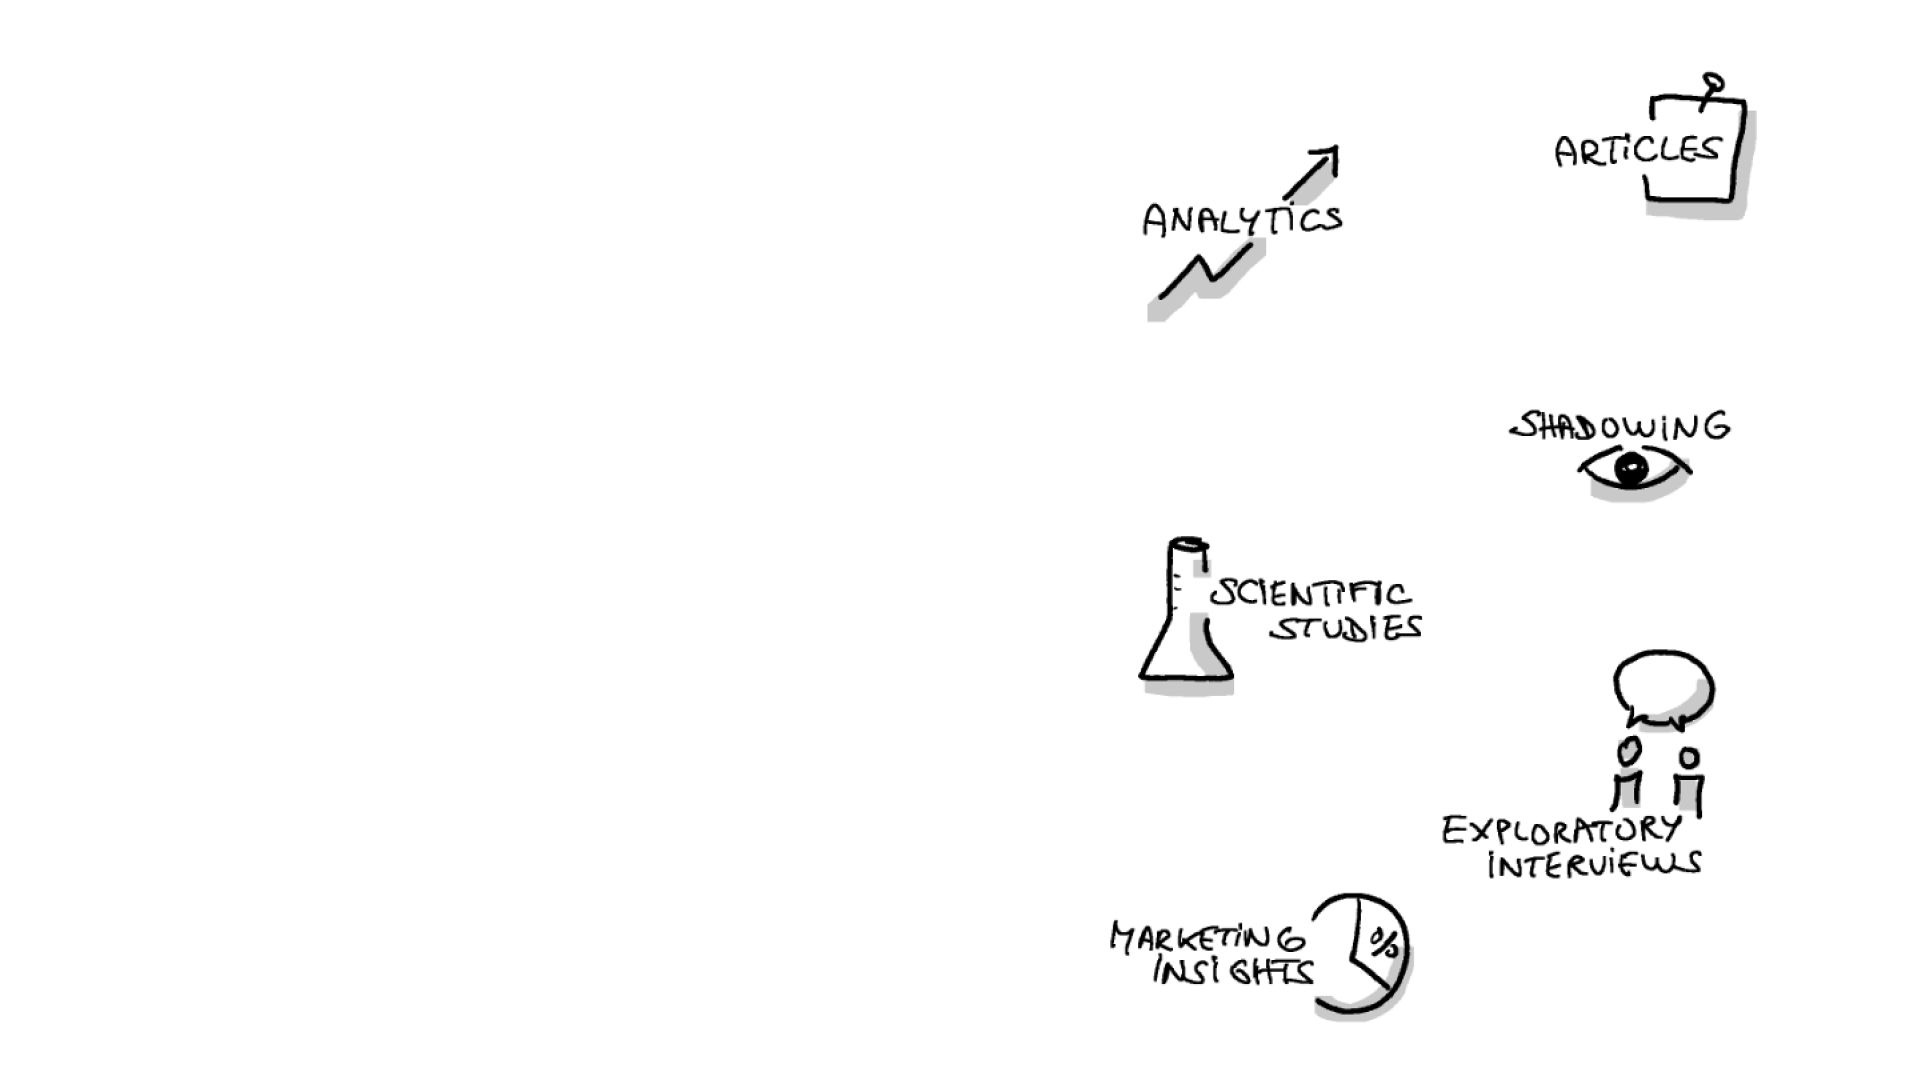 ARTICLES
ANALYTICS
SHADOWING
SCIENTIFIC
STUDIES
EXPLORATORY
INTERVIEWS
MARKETING
INSIGHTS
%